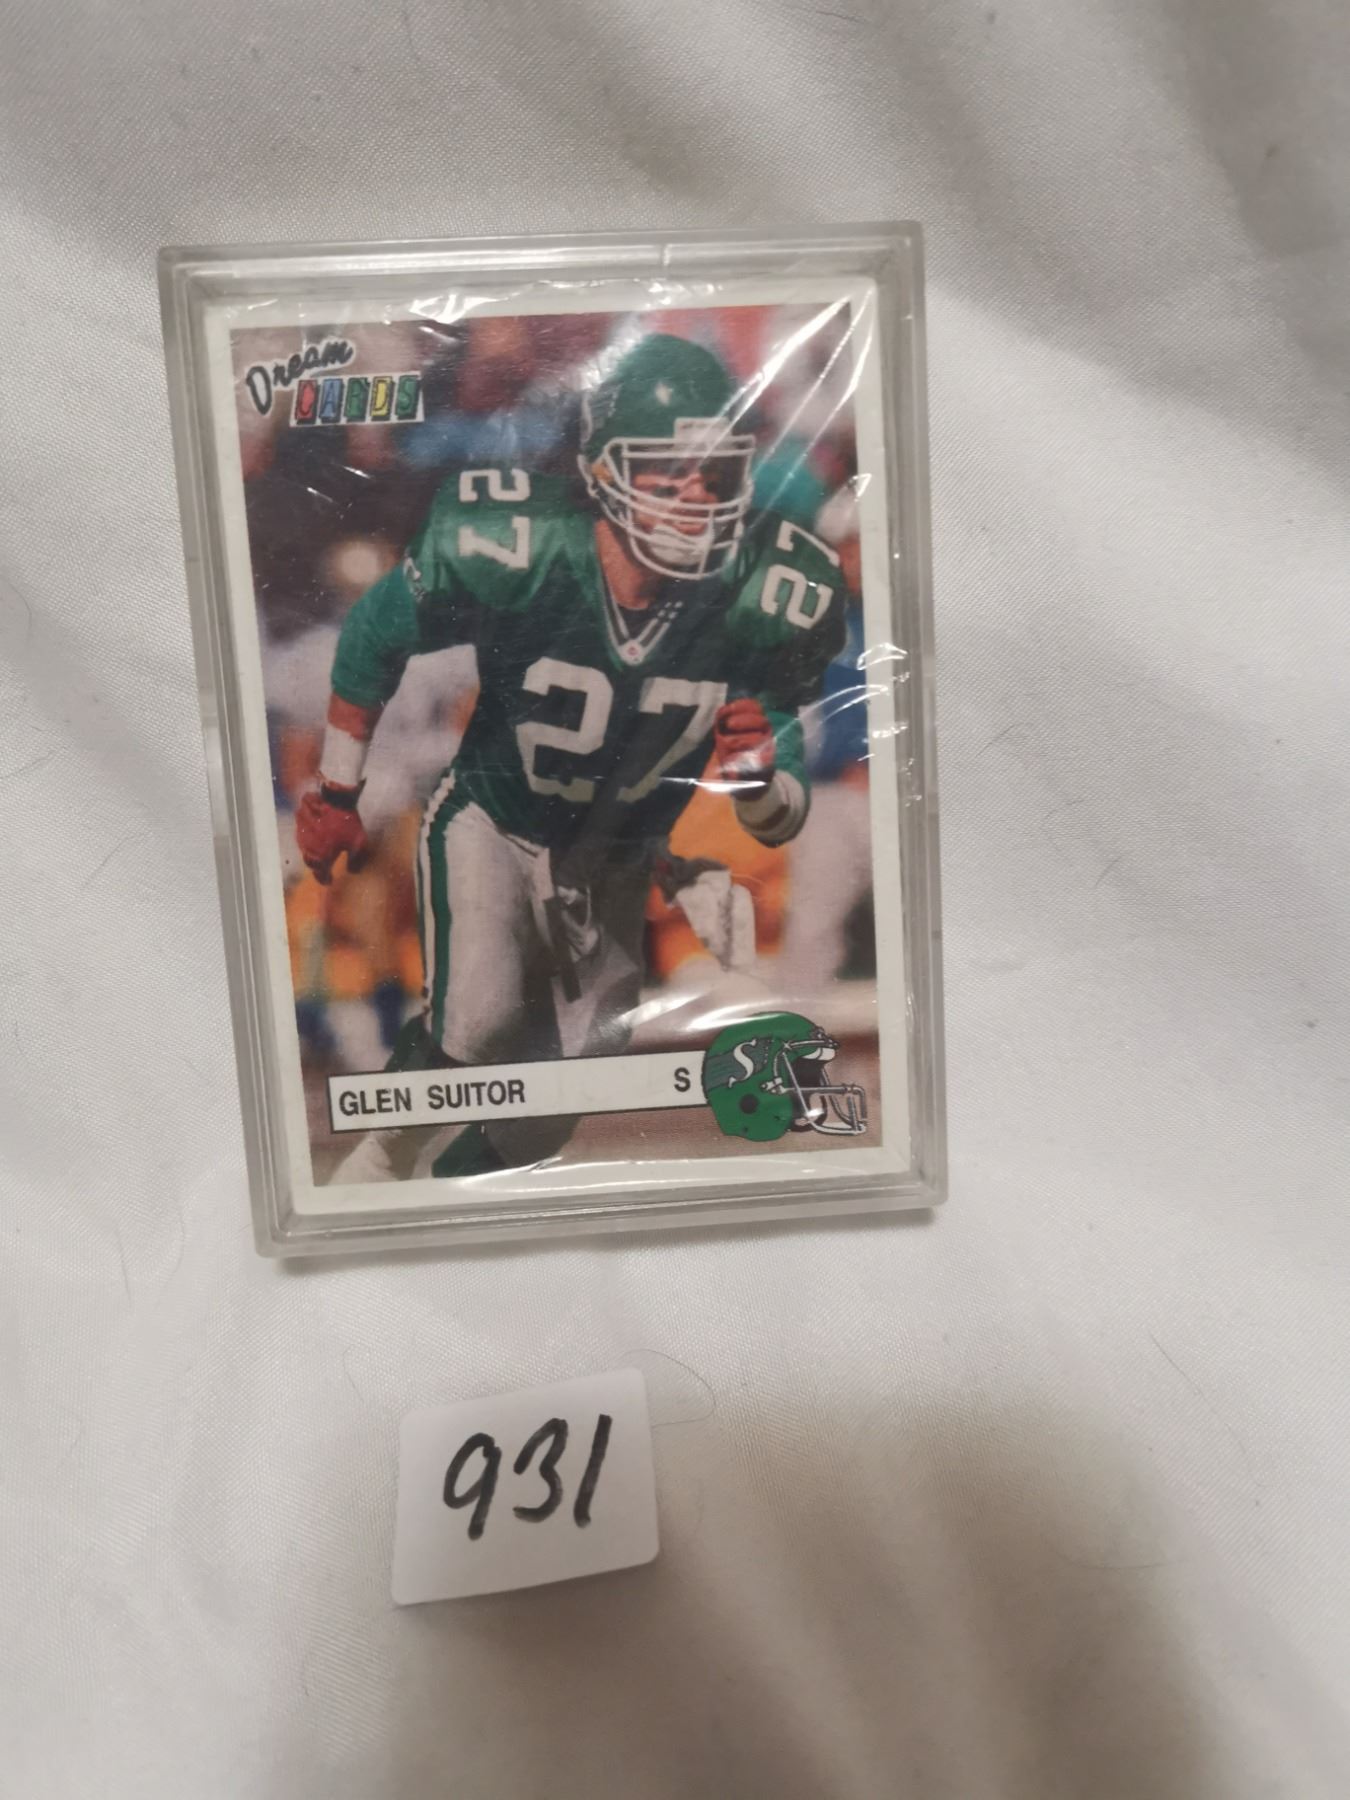 Dream
CARDS
27
27
27
GLEN SUITOR S
S
931